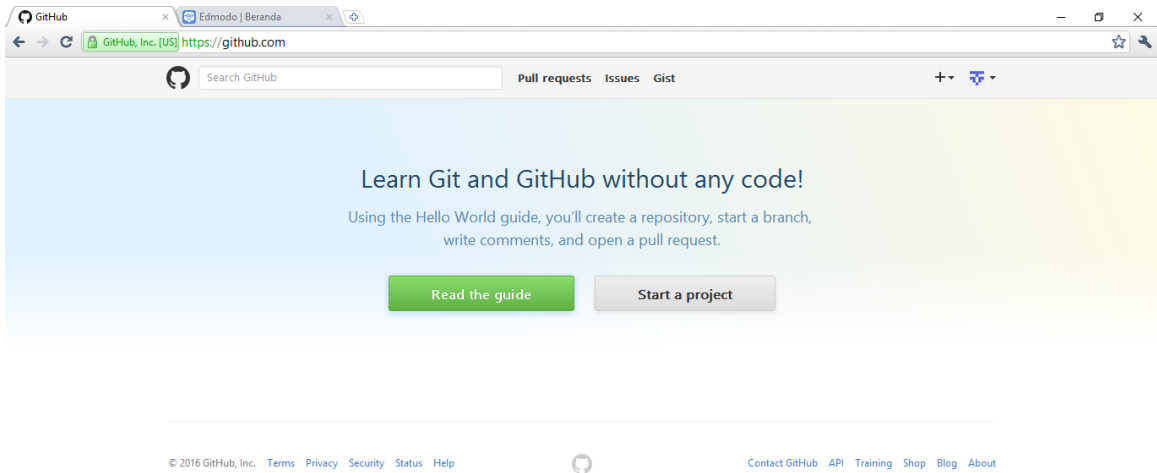 GitHub
Edmodo | Beranda
GitHub, Inc. [US] https://github.com
Search GitHub
Pull requests Issues Gist
Learn Git and GitHub without any code!
Using the Hello World guide, you’ll create a repository, start a branch,
write comments, and open a pull request.
Read the guide Start a project
© 2016 GitHub, Inc. Terms Privacy Security Status Help Contact GitHub API Training Shop Blog About